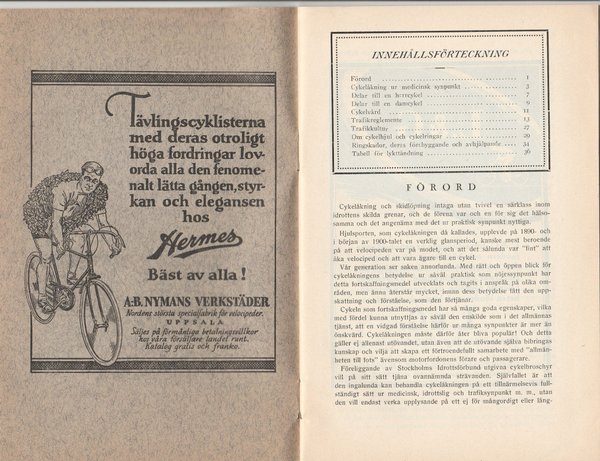 Tävlingscyklisterna
med deras otroligt
höga fordringar lov-
orda alla den fenome-
nalt lätta gången, styr-
kan och elegansen
hos
Hermes
Bäst av alla!
A-B. NYMANS VERKSTÄDER
Nordens största specialfabrik för velocipeder.
UPPSALA
Säljes på förmånliga betalningsvillkor
hos våra försäljare landet runt.
Katalog gratis och franko.
INNEHÅLLSFÖRTECKNING
Förord 1
Cykelåkning ur medicinsk synpunkt 3
Delar till en herrcykel 7
Delar till en damcykel 9
Cykelvård 11
Trafikreglemente 13
Trafikkultur 27
Om cykelhjul och cykelringar 29
Ringskador, deras förebyggande och avhjälpande 34
Tabell för lykttändning 36
FÖRORD
Cykelåkning och skidlöpning intaga utan tvivel en särklass inom
idrottens skilda grenar, och de förena var och en för sig det hälso-
samma och det angenäma med det ur praktisk synpunkt nyttiga.
Hjulsporten, som cykelåkningen då kallades, upplevde på 1890- och
i början av 1900-talet en verklig glansperiod, kanske mest beroende
på att velocipeden var på model, och att det sålunda var "fint" att
åka velociped och att vara ägare till en cykel.
Vår generation ser saken annorlunda. Med rätt och öppen blick för
cykelåkningens betydelse ur såväl praktisk som nöjessynpunkt har
detta fortskaffningsmedel utvecklats och tagits i anspråk på olika om-
råden, men ännu återstår mycket, innan dess betydelse fått den upp-
skattning och förståelse, som den förtjänar.
Cykeln som fortskaffningsmedel har så många goda egenskaper, vilka
med fördel kunna utnyttjas av såväl den enskilde som i det allmännas
tjänst, att en vidgad förståelse härför ur många synpunkter är mer än
önskvärd. Cykelåkningen måste därför åter bliva populär! Och detta
gäller ej allenast utövandet, utan även att de utövande själva bibringas
kanskap och vilja att skapa ett förtroendefullt samarbete med "allmän-
heten till fots" ävensom motorfordonens förare och passagerare.
Föreliggande av Stockholms Idrottsförbund utgivna cykelbroschyr
vill på sitt sätt tjäna ovannämnda strävanden. Självfallet är att
den ingalunda kan behandla cykelåkningen på ett tillnärmelsevis full-
ständigt sätt ur medicinsk, idrottslig och trafiksynpunkt m. m., utan
den vill endast verka upplysande på ett ej för mångordigt eller lång-